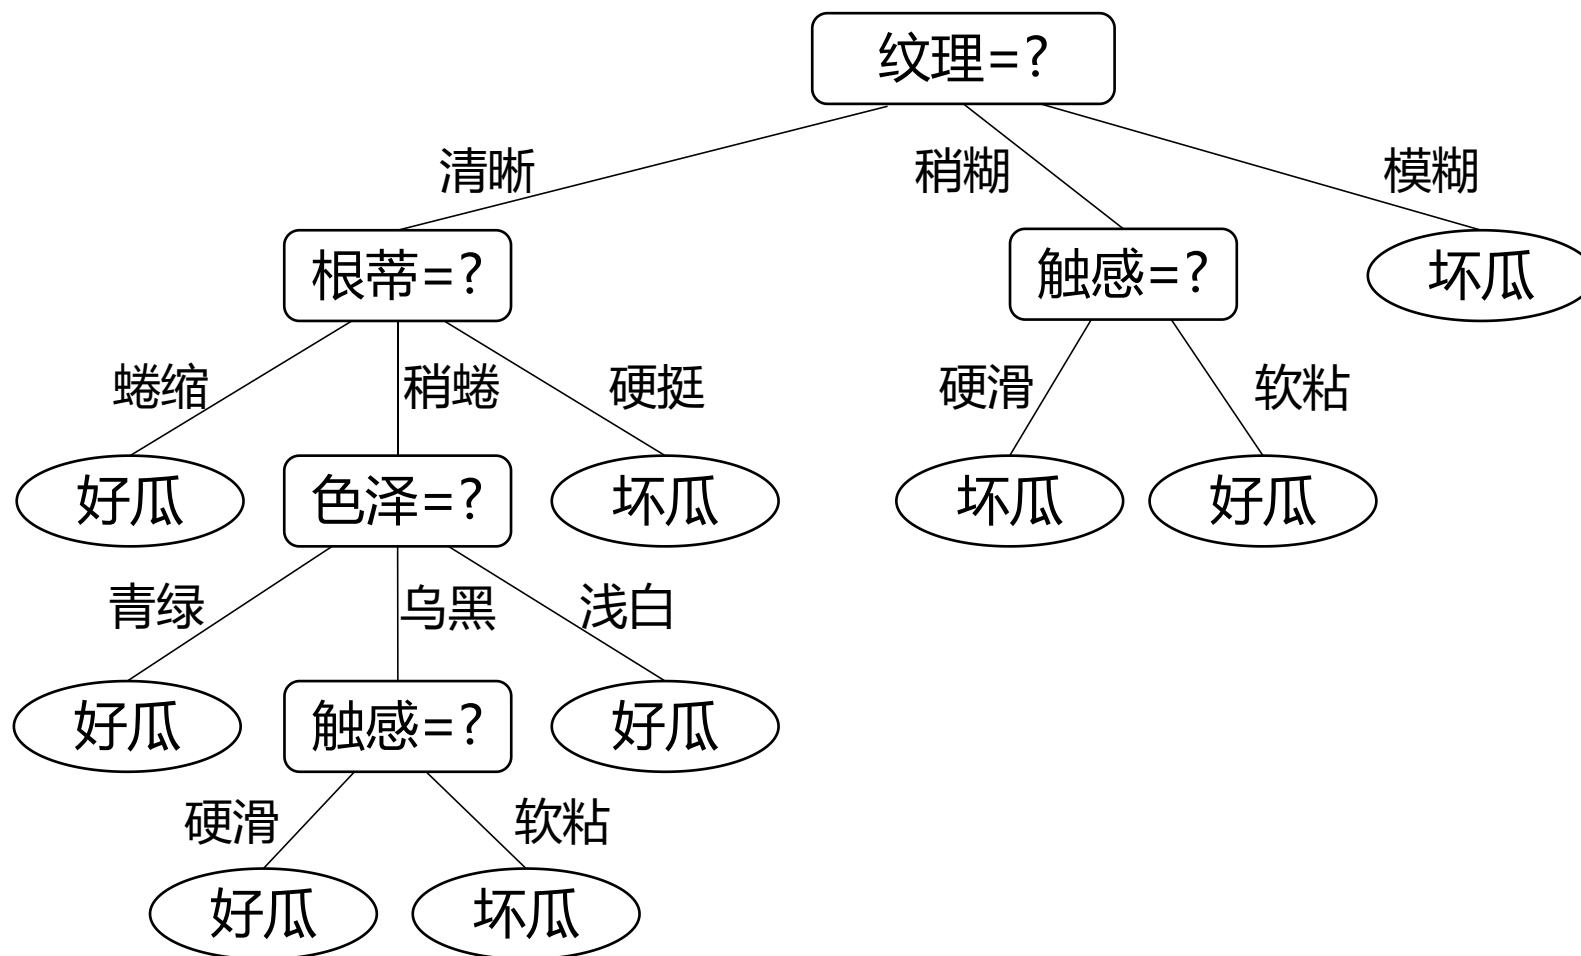 纹理=?
清晰 稍糊 模糊
根蒂=? 触感=? 坏瓜
蜷缩 稍蜷 硬挺 硬滑 软粘
好瓜 色泽=? 坏瓜 坏瓜 好瓜
青绿 乌黑 浅白
好瓜 触感=? 好瓜
硬滑 软粘
好瓜 坏瓜